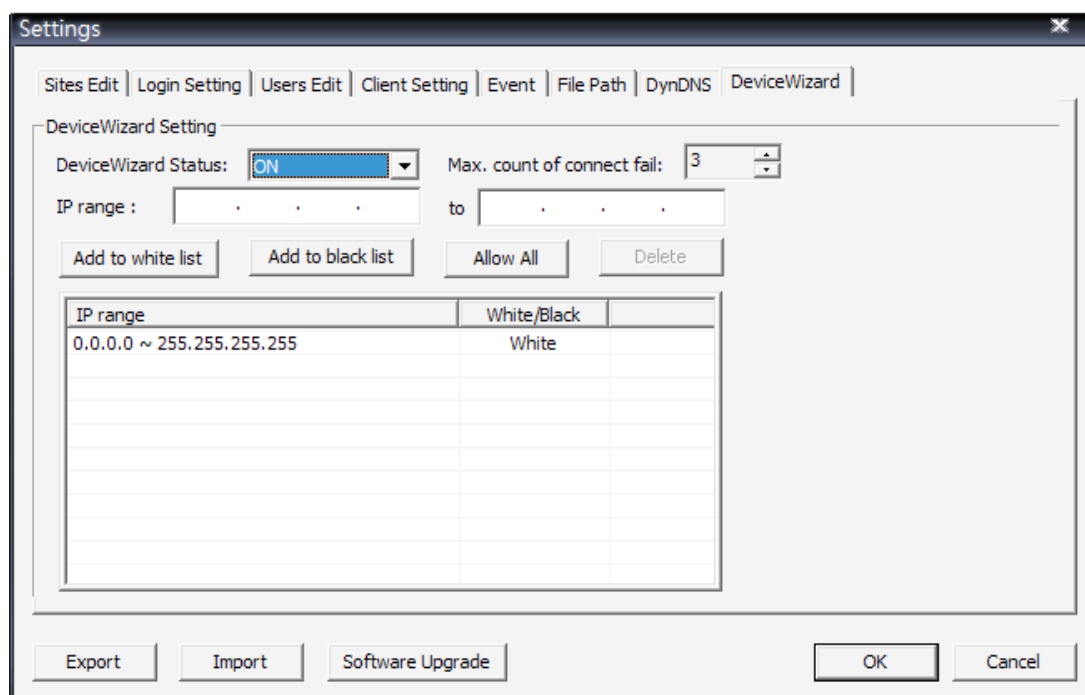 Settings
Sites Edit Login Setting Users Edit Client Setting Event File Path DynDNS DeviceWizard
DeviceWizard Setting
DeviceWizard Status: ON Max. count of connect fail: 3
IP range : . . . to . . .
Add to white list Add to black list Allow All Delete
IP range White/Black
0.0.0.0 ~ 255.255.255.255 White
Export Import Software Upgrade OK Cancel